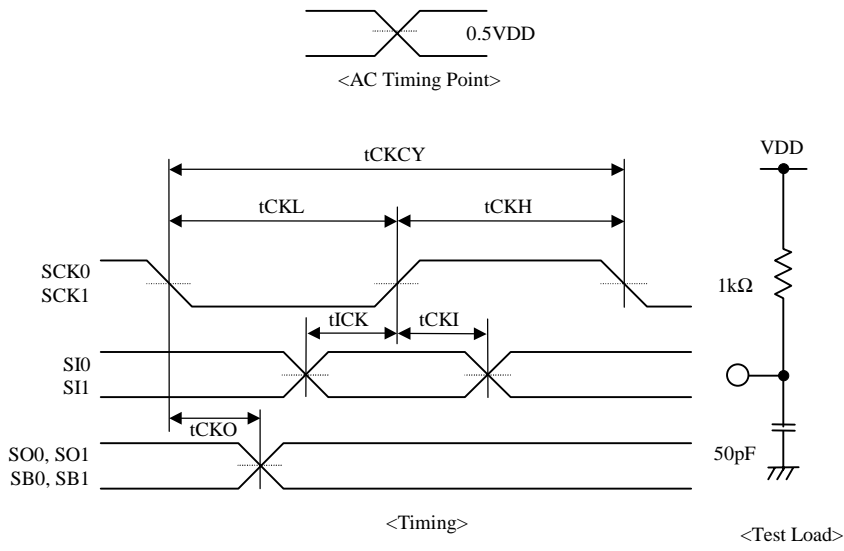 0.5VDD
<AC Timing Point>
tCKCY
VDD
tCKL
tCKH
SCK0
SCK1
1kΩ
tICK
tCKI
SI0
SI1
tCKO
SO0, SO1
SB0, SB1
50pF
<Timing>
<Test Load>